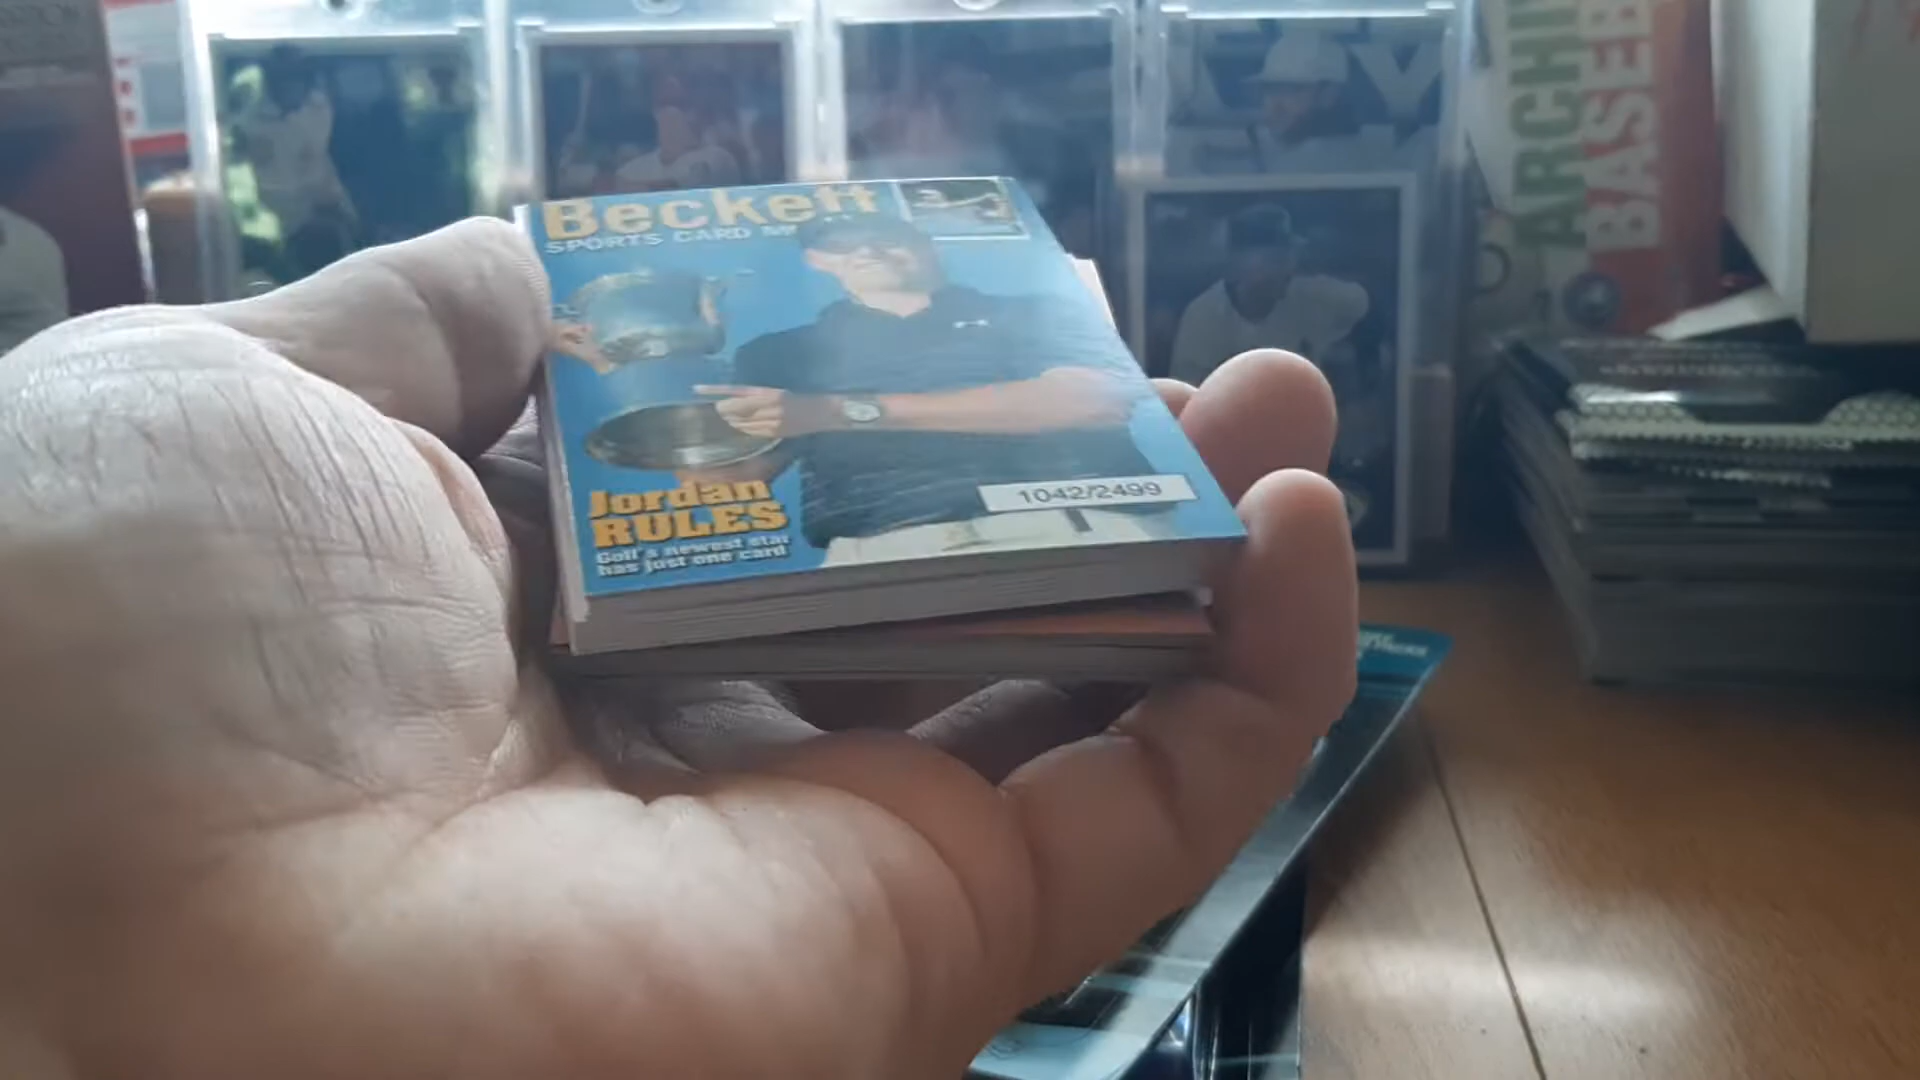 Beckett
SPORTS CARD
Jordan
RULES
Golf's newest star
has just one card
1042/2499
ARCHI
BASEB